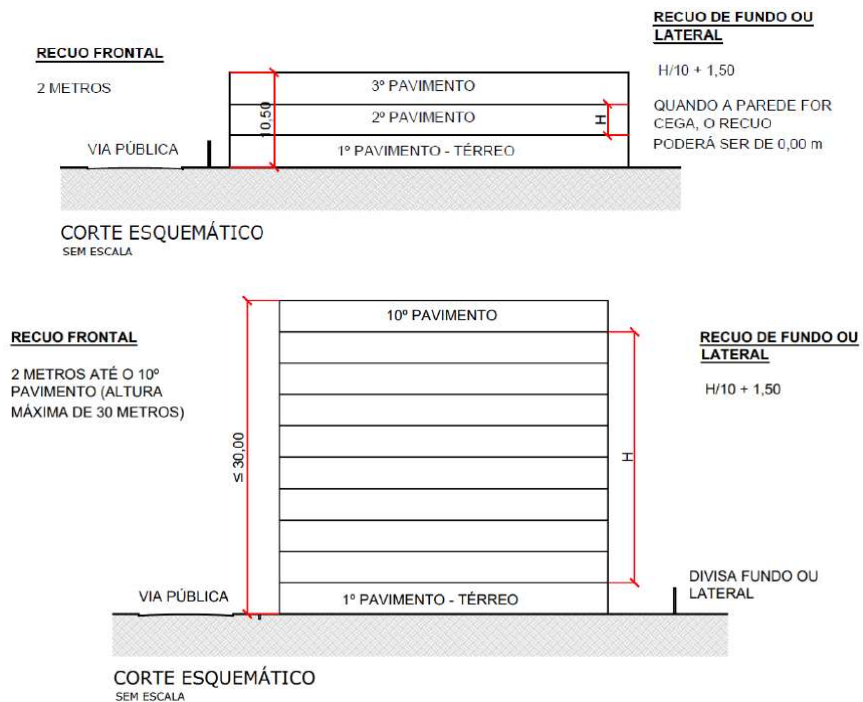 RECUO FRONTAL
2 METROS
RECUO DE FUNDO OU
LATERAL
H/10 + 1,50
QUANDO A PAREDE FOR
CEGA, O RECUO
PODERÁ SER DE 0,00 m
3º PAVIMENTO
2º PAVIMENTO
1º PAVIMENTO - TÉRREO
10,50
H
VIA PÚBLICA
CORTE ESQUEMÁTICO
SEM ESCALA
RECUO FRONTAL
2 METROS ATÉ O 10º
PAVIMENTO (ALTURA
MÁXIMA DE 30 METROS)
10º PAVIMENTO
≤ 30,00
H
RECUO DE FUNDO OU
LATERAL
H/10 + 1,50
VIA PÚBLICA
1º PAVIMENTO - TÉRREO
DIVISA FUNDO OU
LATERAL
CORTE ESQUEMÁTICO
SEM ESCALA